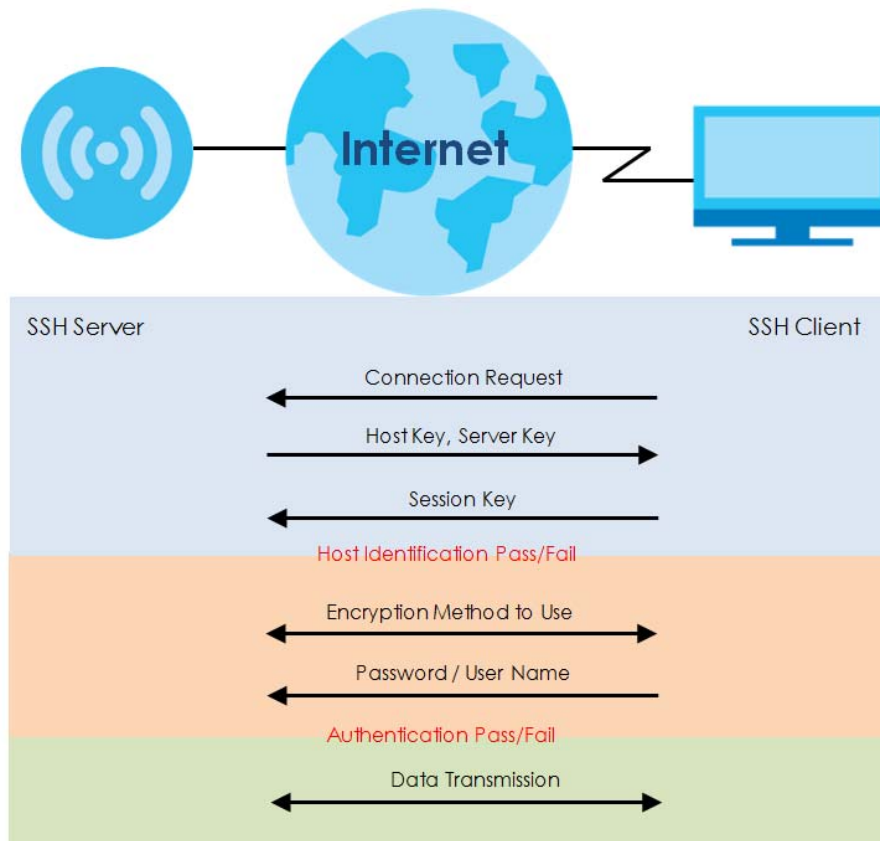 Internet
SSH Server
SSH Client
Connection Request
Host Key, Server Key
Session Key
Host Identification Pass/Fail
Encryption Method to Use
Password / User Name
Authentication Pass/Fail
Data Transmission